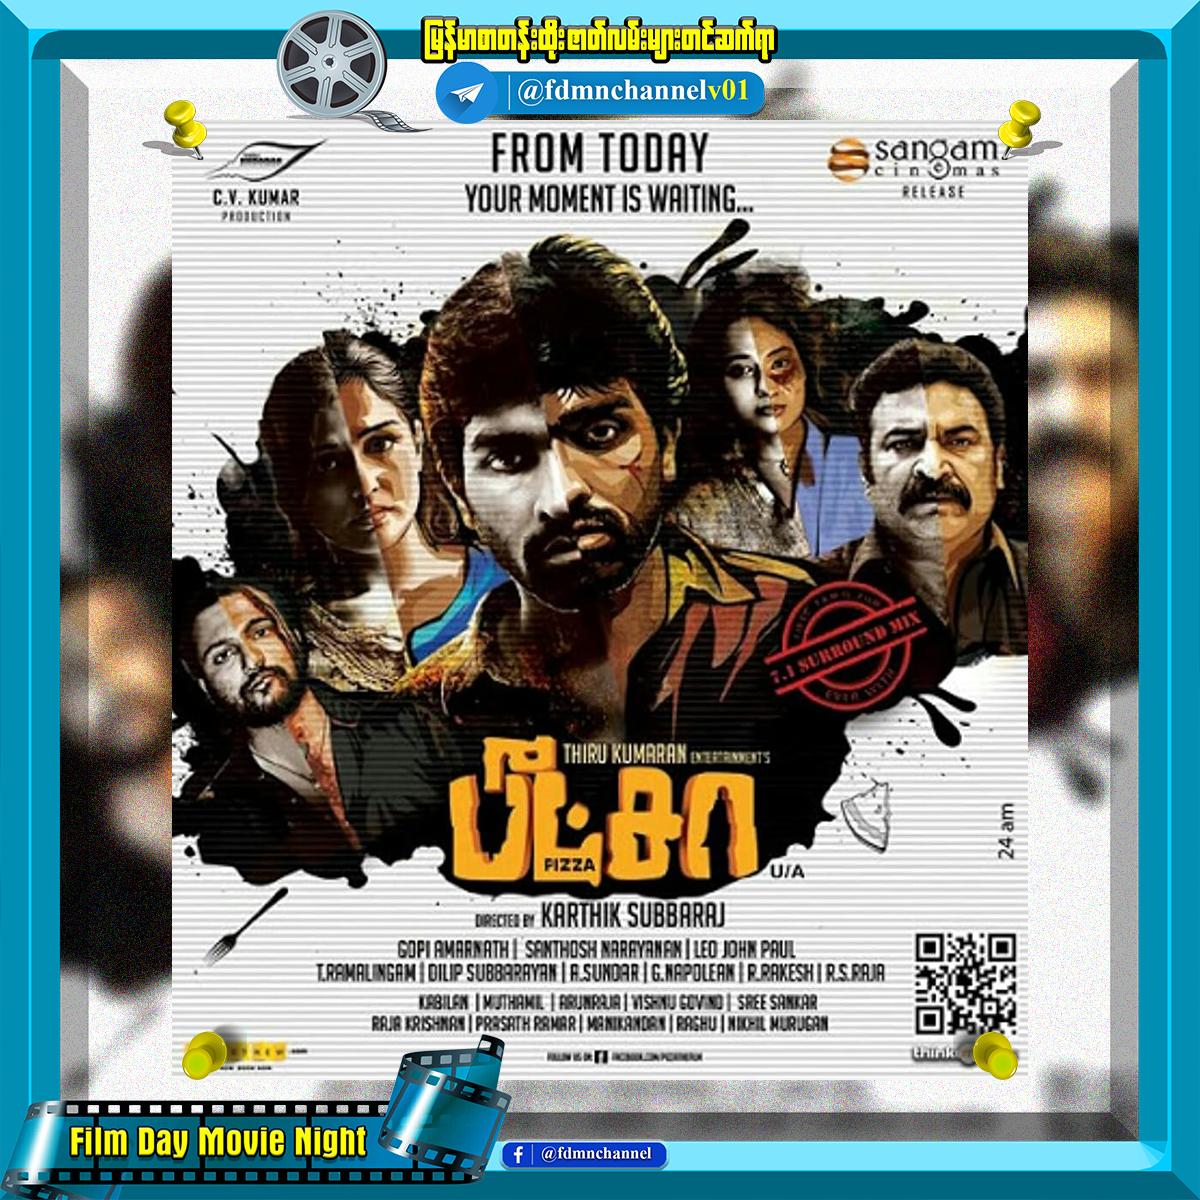 မြန်မာစာတန်းထိုး ဇာတ်လမ်းများတင်ဆက်ရာ
@fdmnchannelv01
FROM TODAY
YOUR MOMENT IS WAITING...
C.V. KUMAR
PRODUCTION
sangam
cinemas
RELEASE
7.1 SURROUND MIX
THIRU KUMARAN ENTERTAINMENT'S
பீட்சா
PIZZA
U/A
24 am
DIRECTED BY KARTHIK SUBBARAJ
GOPI AMARNATH | SANTHOSH NARAYANAN | LEO JOHN PAUL
T.RAMALINGAM | DILIP SUBBARAYAN | A.SUNDAR | G.NAPOLEAN | R.RAKESH | R.S.RAJA
KABILAN | MUTHAMIL | ARUNRAJA | VISHNU GOVIND | SREE SANKAR
RAJA KRISHNAN | PRASATH RAMAR | MANIKANDAN | RAGHU | NIKHIL MURUGAN
FOLLOW US ON f FACEBOOK.COM/PIZZATHEFILM
Film Day Movie Night
@fdmnchannel